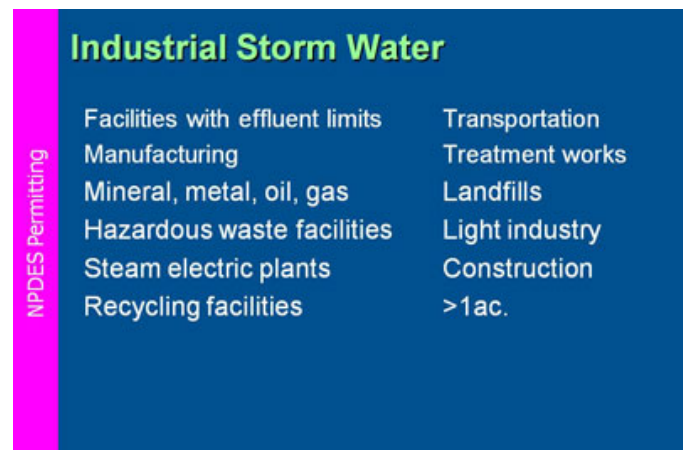 Industrial Storm Water
NPDES Permitting
Facilities with effluent limits
Manufacturing
Mineral, metal, oil, gas
Hazardous waste facilities
Steam electric plants
Recycling facilities
Transportation
Treatment works
Landfills
Light industry
Construction
>1ac.